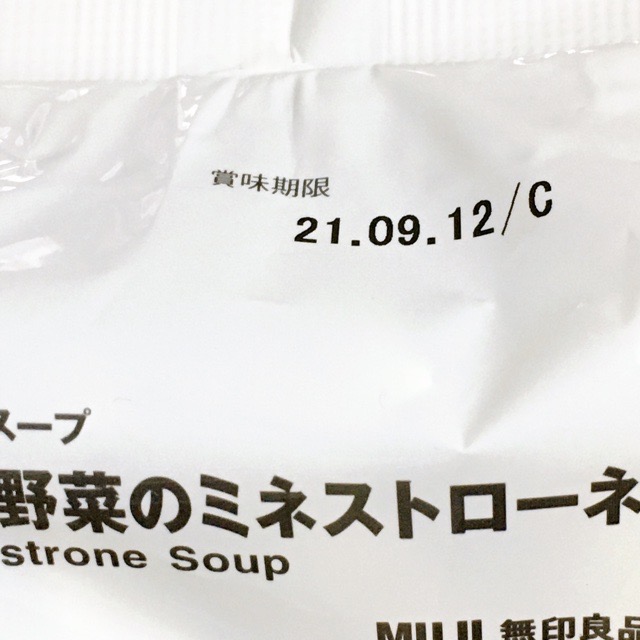 賞味期限
21.09.12/C
スープ
野菜のミネストローネ
strone Soup
MUJI 無印良品